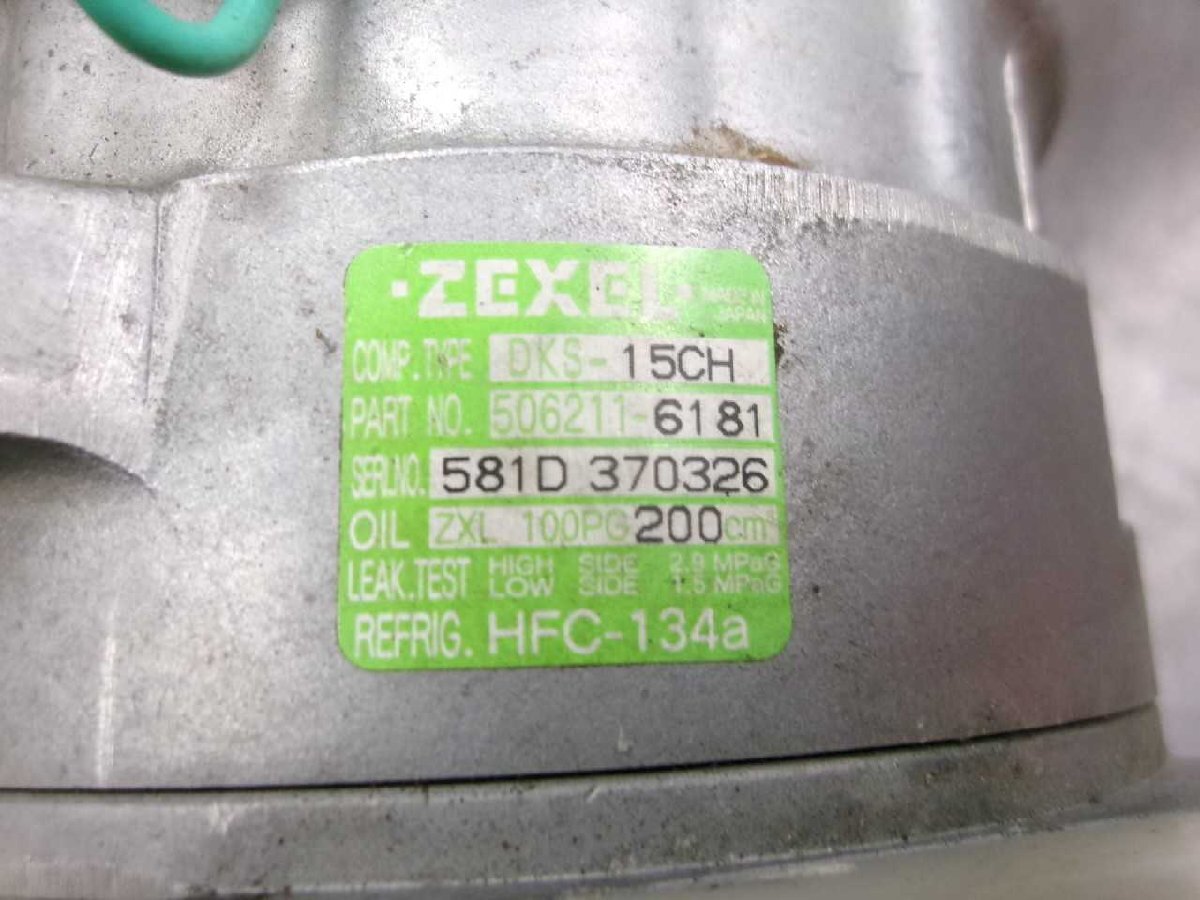 ·ZEXEL· MADE IN JAPAN
COMP.TYPE DKS-15CH
PART NO. 506211-6181
SERI.NO. 581D 370326
OIL ZXL 100PG 200cm³
LEAK.TEST HIGH SIDE 2.9 MPaG
LOW SIDE 1.5 MPaG
REFRIG. HFC-134a